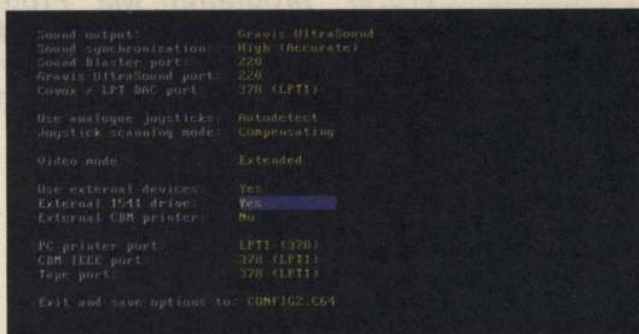 Sound output: Gravis UltraSound
Sound synchronization: High (Accurate)
Sound Blaster port: 220
Gravis UltraSound port: 220
Covox / LPT DAC port: 378 (LPT1)
Use analogue joysticks: Autodetect
Joystick scanning mode: Compensating
Video mode: Extended
Use external devices: Yes
External 1541 drive: Yes
External CBM printer: No
PC printer port: LPT1 (378)
CBM IEEE port: 378 (LPT1)
Tape port: 378 (LPT1)
Exit and save options to: CONFIG2.C64